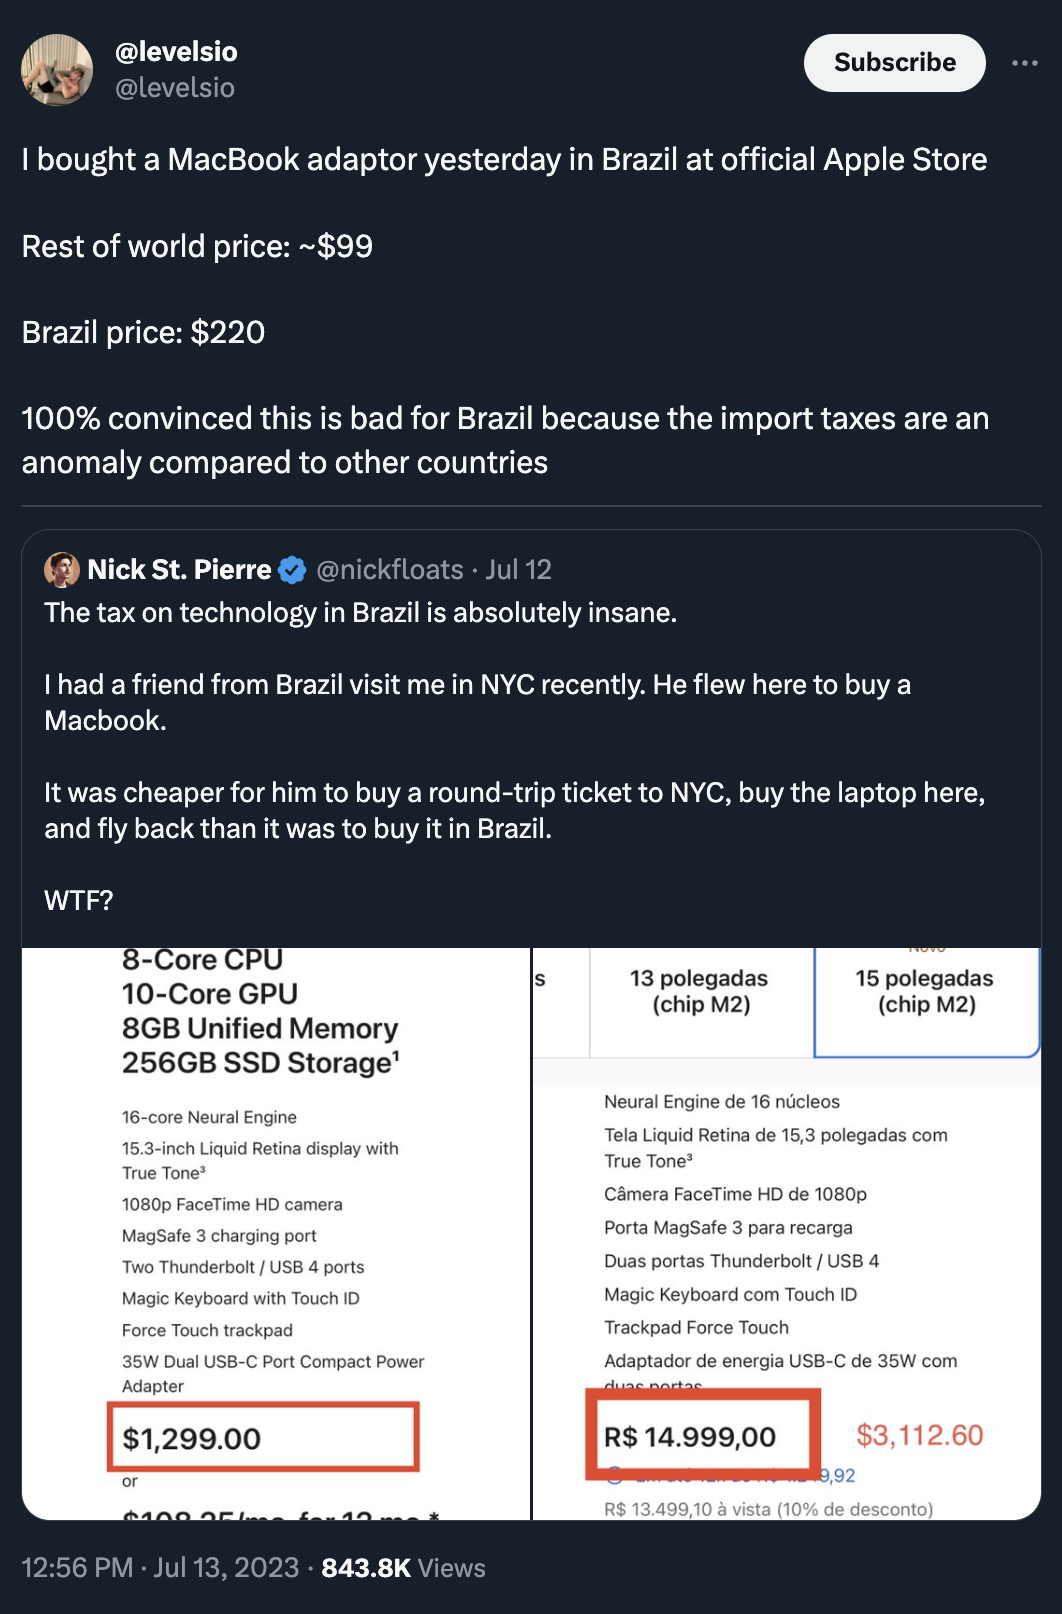 @levelsio
@levelsio
Subscribe
I bought a MacBook adaptor yesterday in Brazil at official Apple Store
Rest of world price: ~$99
Brazil price: $220
100% convinced this is bad for Brazil because the import taxes are an
anomaly compared to other countries
Nick St. Pierre @nickfloats · Jul 12
The tax on technology in Brazil is absolutely insane.
I had a friend from Brazil visit me in NYC recently. He flew here to buy a
Macbook.
It was cheaper for him to buy a round-trip ticket to NYC, buy the laptop here,
and fly back than it was to buy it in Brazil.
WTF?
8-Core CPU
10-Core GPU
8GB Unified Memory
256GB SSD Storage¹
16-core Neural Engine
15.3-inch Liquid Retina display with
True Tone³
1080p FaceTime HD camera
MagSafe 3 charging port
Two Thunderbolt / USB 4 ports
Magic Keyboard with Touch ID
Force Touch trackpad
35W Dual USB-C Port Compact Power
Adapter
$1,299.00
or
$108.25/mo. for 12 mo.*
s
13 polegadas
(chip M2)
Novo
15 polegadas
(chip M2)
Neural Engine de 16 núcleos
Tela Liquid Retina de 15,3 polegadas com
True Tone³
Câmera FaceTime HD de 1080p
Porta MagSafe 3 para recarga
Duas portas Thunderbolt / USB 4
Magic Keyboard com Touch ID
Trackpad Force Touch
Adaptador de energia USB-C de 35W com
duas portas
R$ 14.999,00
$3,112.60
9,92
R$ 13.499,10 à vista (10% de desconto)
12:56 PM · Jul 13, 2023 · 843.8K Views